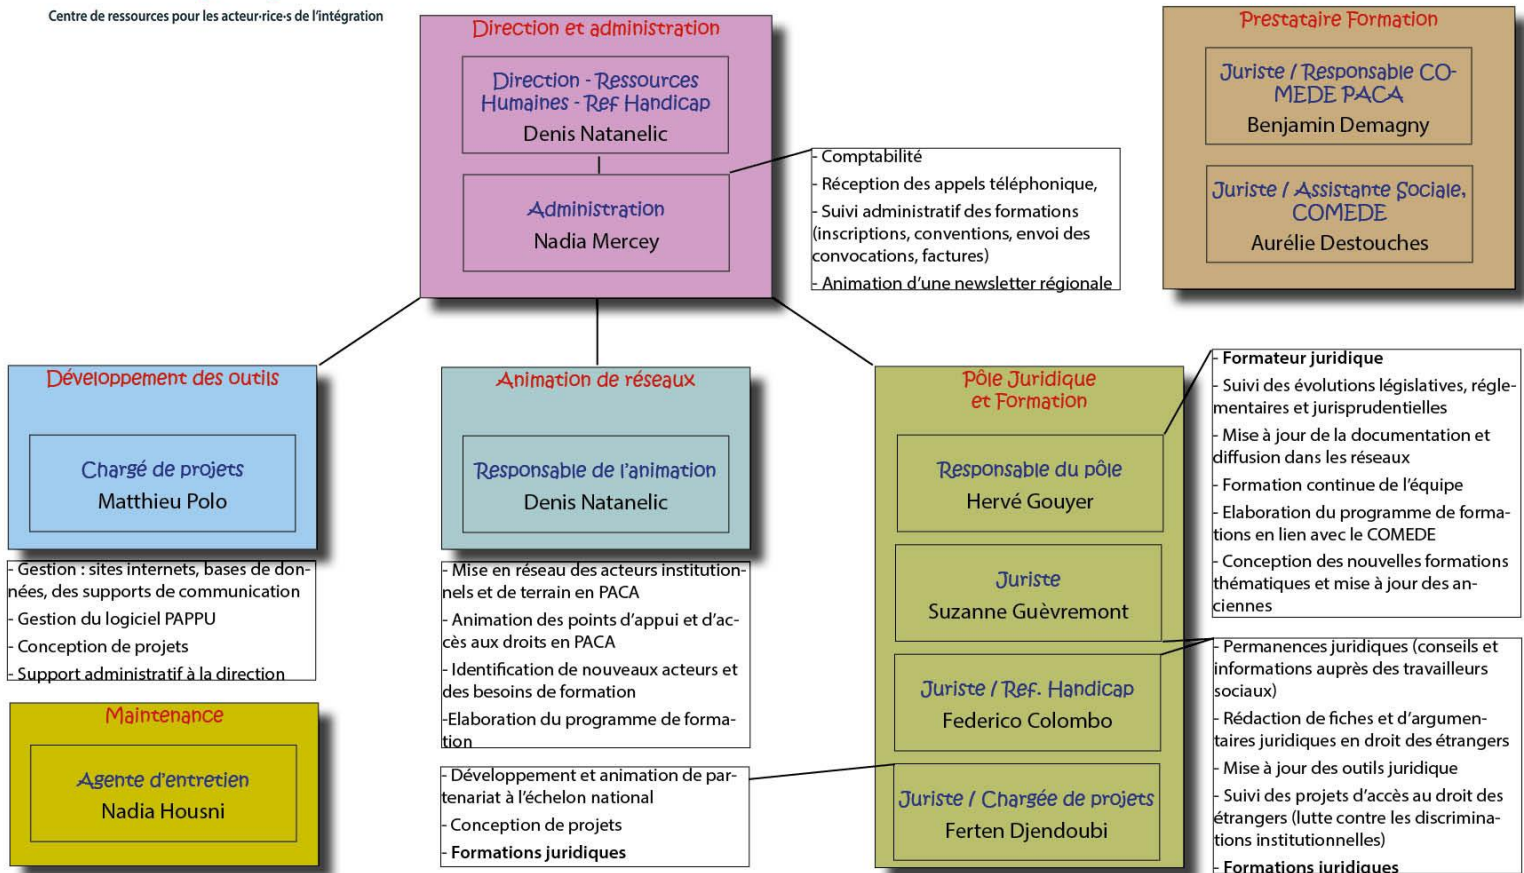 Centre de ressources pour les acteur·rice·s de l'intégration
Direction et administration
Direction - Ressources
Humaines - Ref Handicap
Denis Natanelic
Administration
Nadia Mercey
- Comptabilité
- Réception des appels téléphonique,
- Suivi administratif des formations
(inscriptions, conventions, envoi des
convocations, factures)
- Animation d'une newsletter régionale
Prestataire Formation
Juriste / Responsable CO-
MEDE PACA
Benjamin Demagny
Juriste / Assistante Sociale,
COMEDE
Aurélie Destouches
Développement des outils
Chargé de projets
Matthieu Polo
- Gestion : sites internets, bases de don-
nées, des supports de communication
- Gestion du logiciel PAPPU
- Conception de projets
- Support administratif à la direction
Maintenance
Agente d'entretien
Nadia Housni
Animation de réseaux
Responsable de l'animation
Denis Natanelic
- Mise en réseau des acteurs institution-
nels et de terrain en PACA
- Animation des points d'appui et d'ac-
cès aux droits en PACA
- Identification de nouveaux acteurs et
des besoins de formation
-Elaboration du programme de forma-
tion
- Développement et animation de par-
tenariat à l'échelon national
- Conception de projets
- Formations juridiques
Pôle Juridique
et Formation
Responsable du pôle
Hervé Gouyer
Juriste
Suzanne Guèvremont
Juriste / Ref. Handicap
Federico Colombo
Juriste / Chargée de projets
Ferten Djendoubi
- Formateur juridique
- Suivi des évolutions législatives, régle-
mentaires et jurisprudentielles
- Mise à jour de la documentation et
diffusion dans les réseaux
- Formation continue de l'équipe
- Elaboration du programme de forma-
tions en lien avec le COMEDE
- Conception des nouvelles formations
thématiques et mise à jour des an-
ciennes
- Permanences juridiques (conseils et
informations auprès des travailleurs
sociaux)
- Rédaction de fiches et d'argumen-
taires juridiques en droit des étrangers
- Mise à jour des outils juridique
- Suivi des projets d'accès au droit des
étrangers (lutte contre les discrimina-
tions institutionnelles)
- Formations juridiques